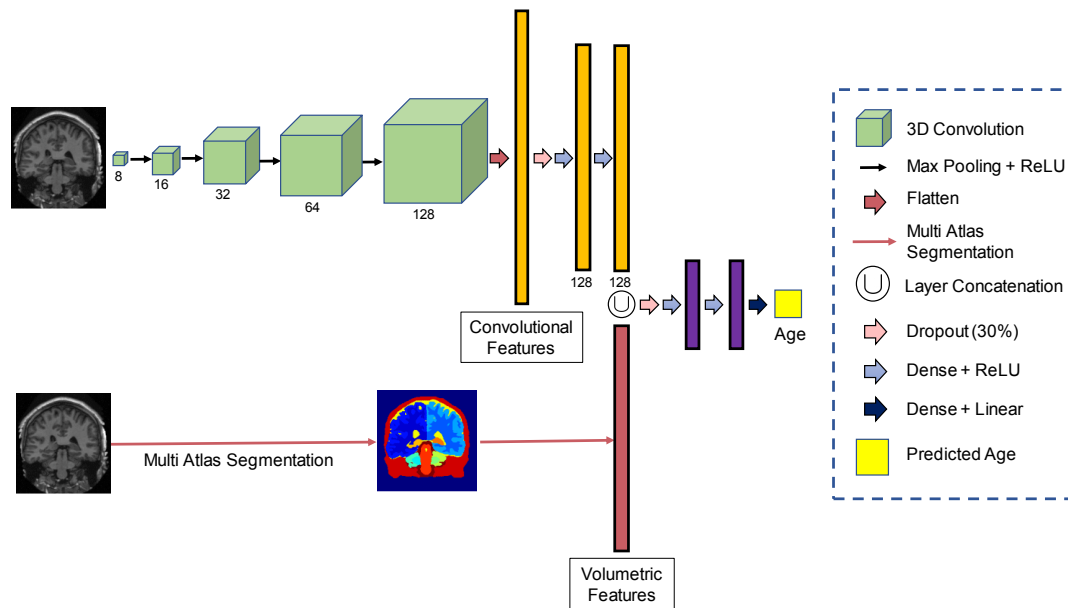 8
16
32
64
128
128
128
Convolutional
Features
Age
Multi Atlas Segmentation
Volumetric
Features
3D Convolution
Max Pooling + ReLU
Flatten
Multi Atlas
Segmentation
Layer Concatenation
Dropout (30%)
Dense + ReLU
Dense + Linear
Predicted Age